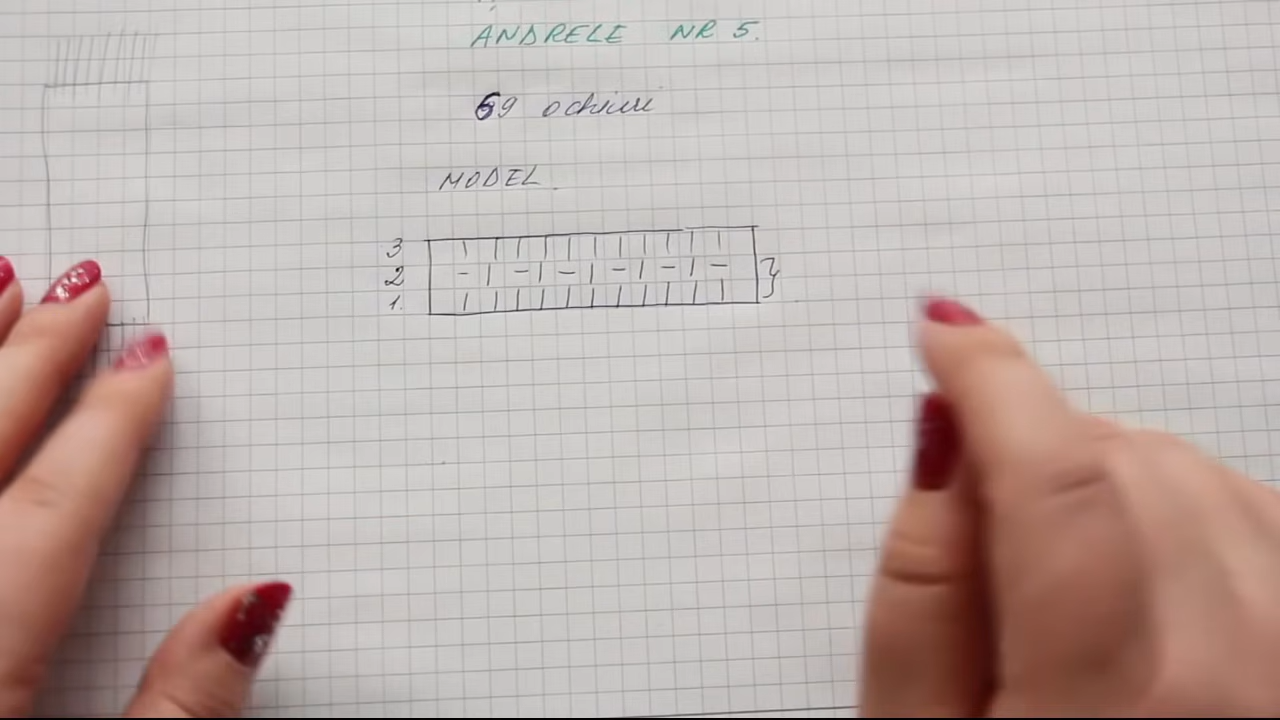 ANDRELE NR 5.
69 ochiuri
MODEL.
3 | | | | | | | | | | |
2 - | - | - | - | - | -
1. | | | | | | | | | | |